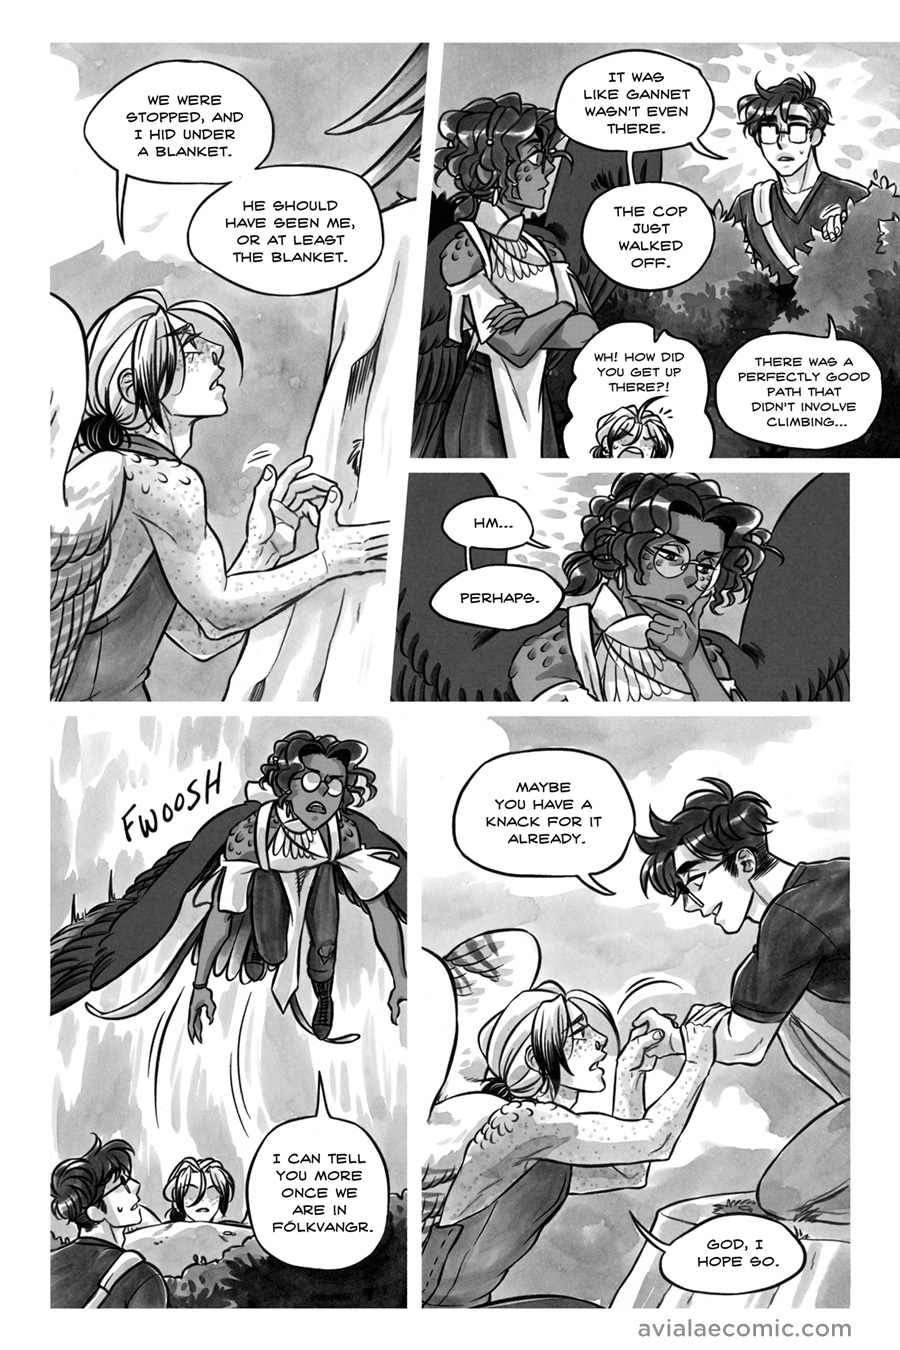 WE WERE
STOPPED, AND
I HID UNDER
A BLANKET.
HE SHOULD
HAVE SEEN ME,
OR AT LEAST
THE BLANKET.
IT WAS
LIKE GANNET
WASN'T EVEN
THERE.
THE COP
JUST
WALKED
OFF.
WH! HOW DID
YOU GET UP
THERE?!
THERE WAS A
PERFECTLY GOOD
PATH THAT
DIDN'T INVOLVE
CLIMBING...
HM...
PERHAPS.
FWOOSH
I CAN TELL
YOU MORE
ONCE WE
ARE IN
FÓLKVANGR.
MAYBE
YOU HAVE A
KNACK FOR IT
ALREADY.
GOD, I
HOPE SO.
avialaecomic.com